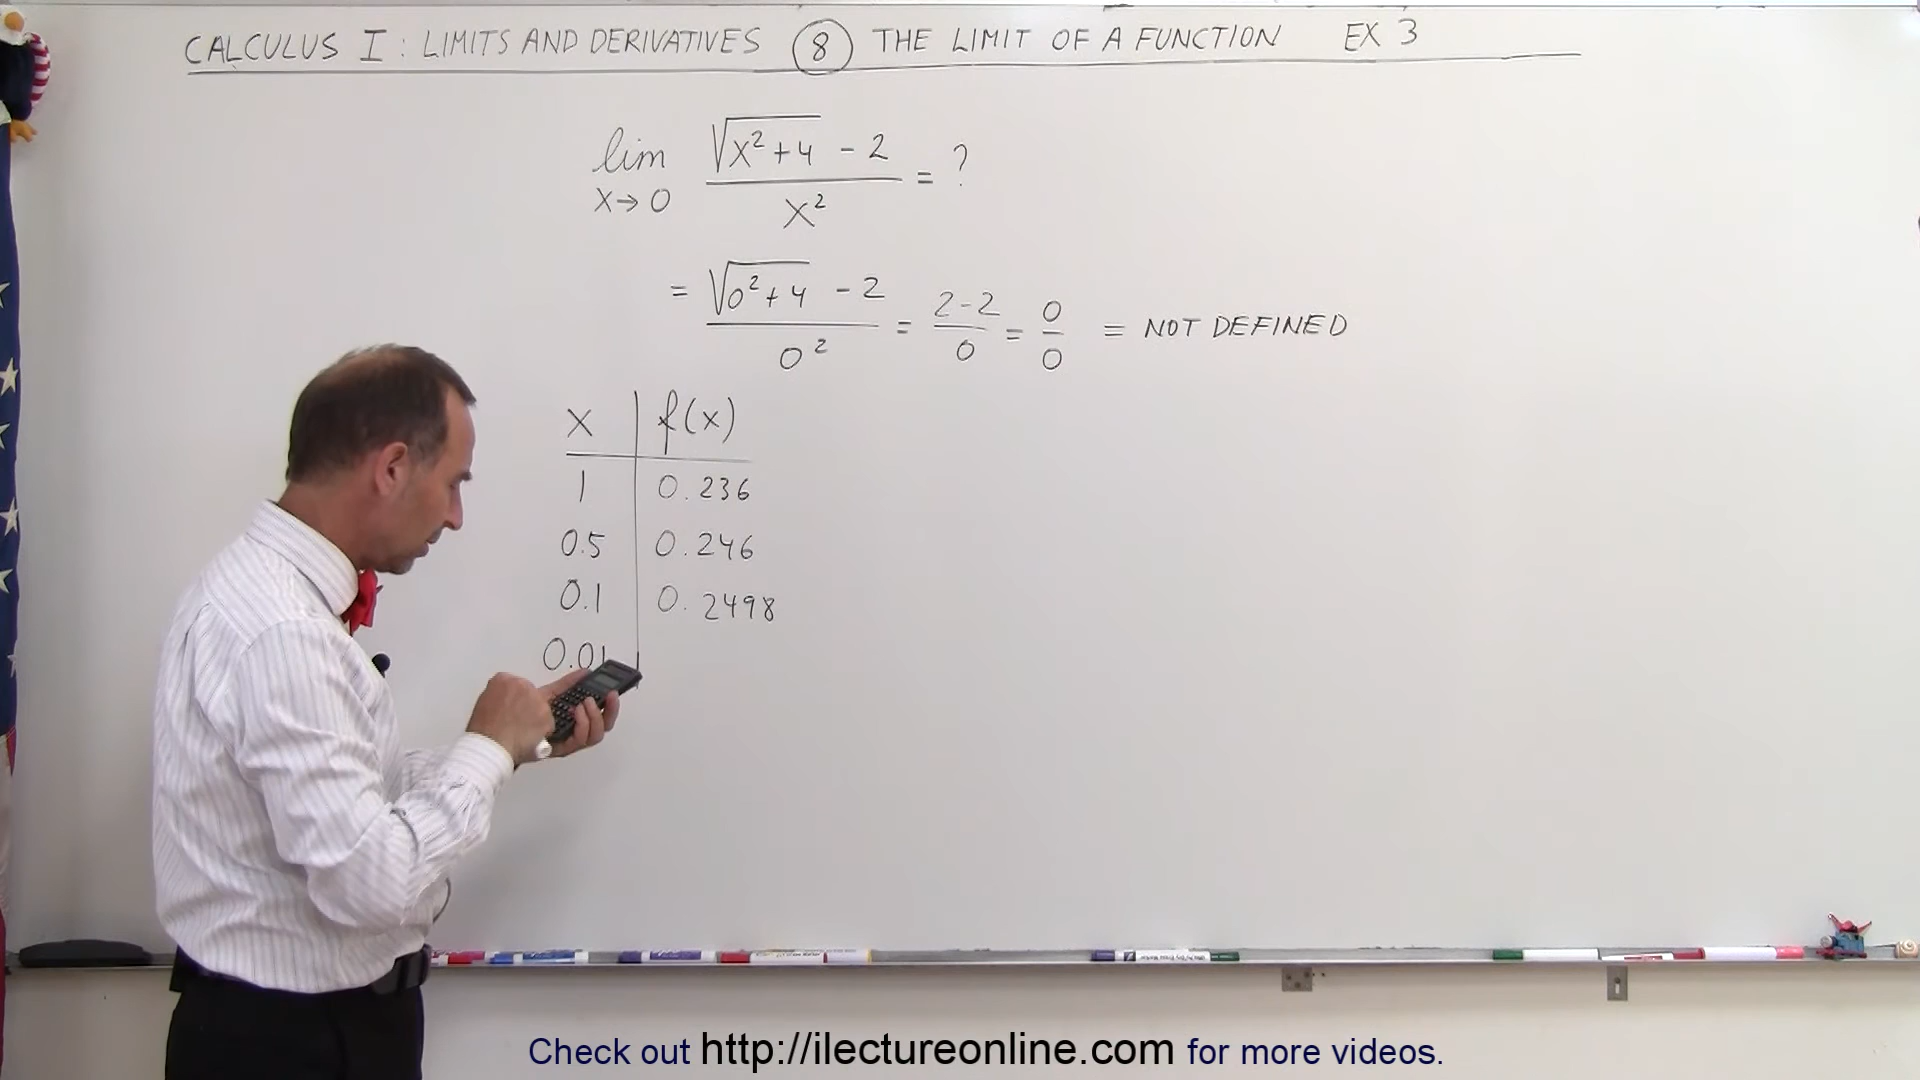 CALCULUS I : LIMITS AND DERIVATIVES (8) THE LIMIT OF A FUNCTION EX 3
lim x→0 (√(x²+4) - 2)/x² = ?
= (√(0²+4) - 2)/0² = (2-2)/0 = 0/0 ≡ NOT DEFINED
x | f(x)
1 | 0.236
0.5 | 0.246
0.1 | 0.2498
0.01
Check out http://ilectureonline.com for more videos.